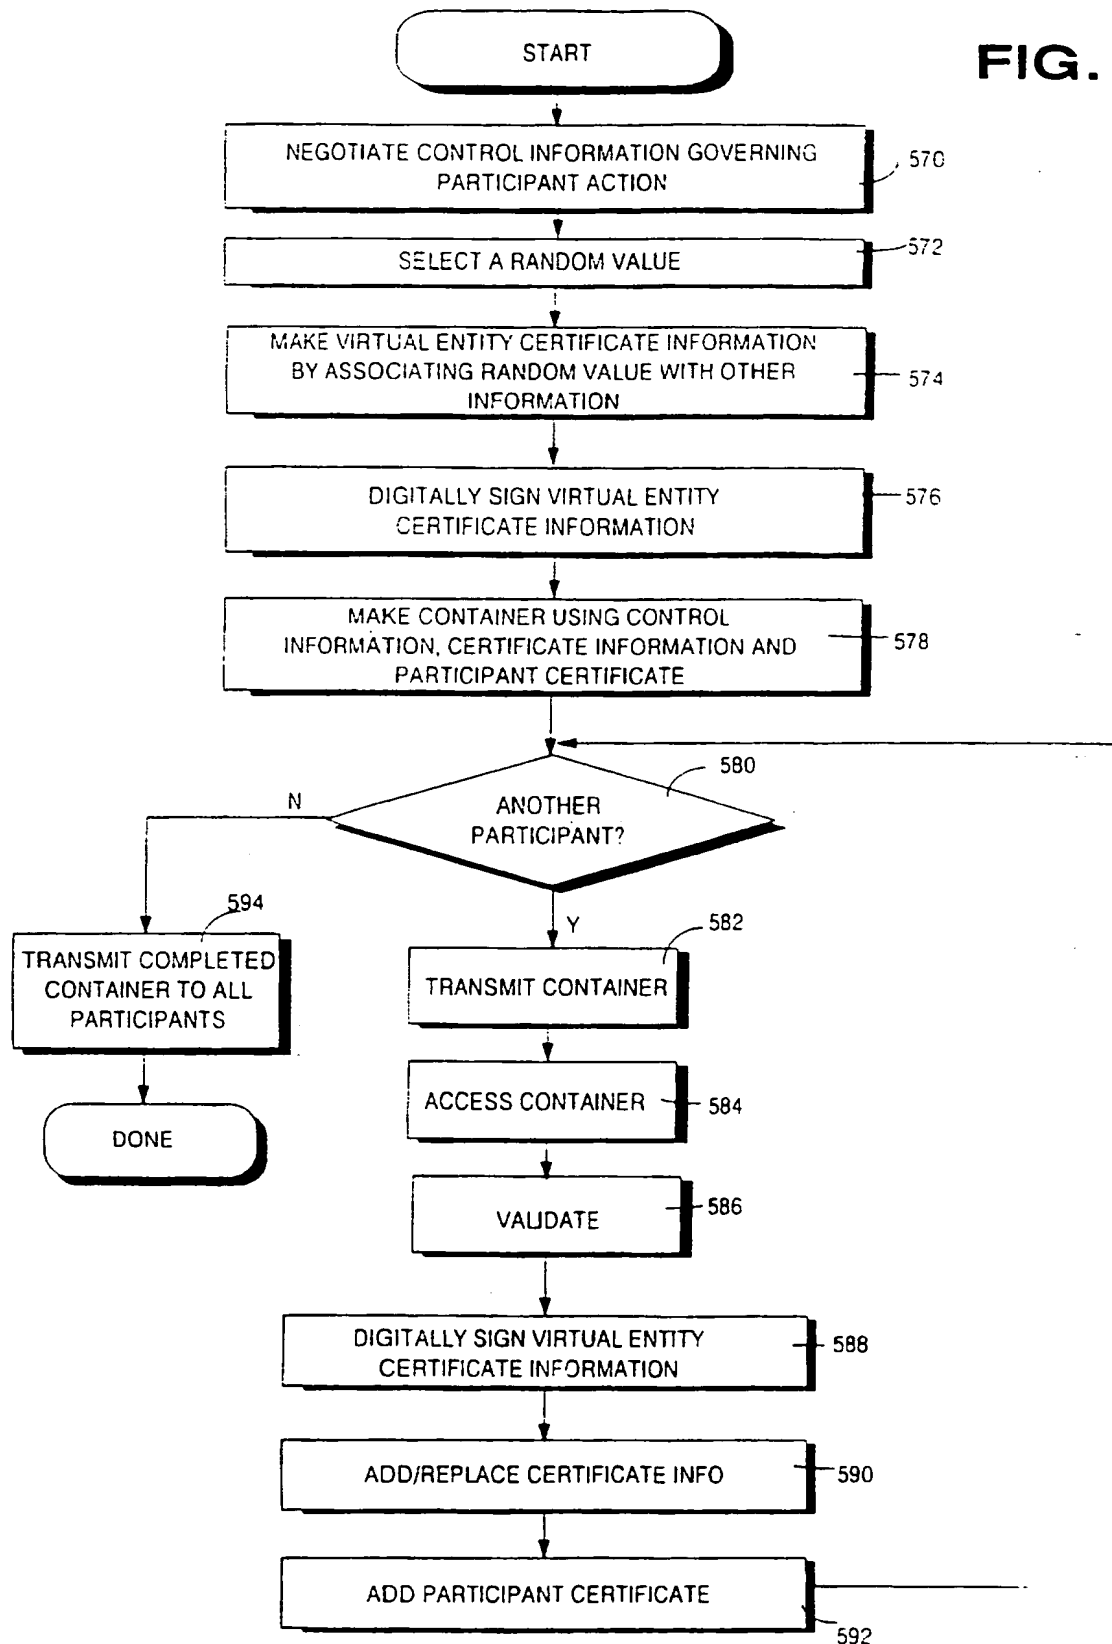 START
FIG.
NEGOTIATE CONTROL INFORMATION GOVERNING
PARTICIPANT ACTION
570
SELECT A RANDOM VALUE
572
MAKE VIRTUAL ENTITY CERTIFICATE INFORMATION
BY ASSOCIATING RANDOM VALUE WITH OTHER
INFORMATION
574
DIGITALLY SIGN VIRTUAL ENTITY
CERTIFICATE INFORMATION
576
MAKE CONTAINER USING CONTROL
INFORMATION, CERTIFICATE INFORMATION AND
PARTICIPANT CERTIFICATE
578
580
N
ANOTHER
PARTICIPANT?
Y
594
TRANSMIT COMPLETED
CONTAINER TO ALL
PARTICIPANTS
DONE
582
TRANSMIT CONTAINER
ACCESS CONTAINER
584
VALIDATE
586
DIGITALLY SIGN VIRTUAL ENTITY
CERTIFICATE INFORMATION
588
ADD/REPLACE CERTIFICATE INFO
590
ADD PARTICIPANT CERTIFICATE
592